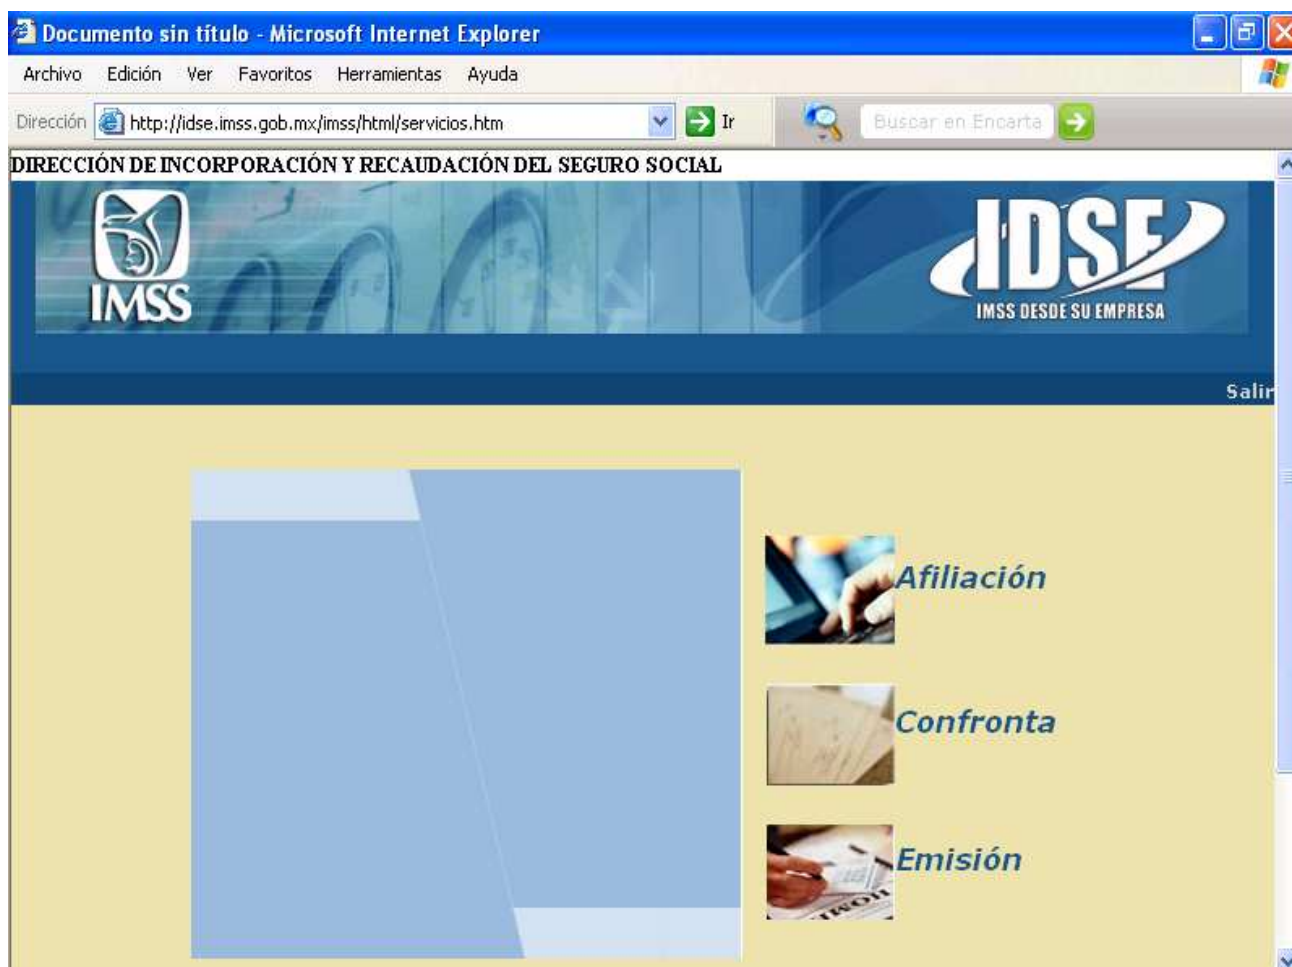 Documento sin título - Microsoft Internet Explorer
Archivo Edición Ver Favoritos Herramientas Ayuda
Dirección http://idse.imss.gob.mx/imss/html/servicios.htm Ir Buscar en Encarta
DIRECCIÓN DE INCORPORACIÓN Y RECAUDACIÓN DEL SEGURO SOCIAL
IMSS
IDSE
IMSS DESDE SU EMPRESA
Salir
Afiliación
Confronta
Emisión